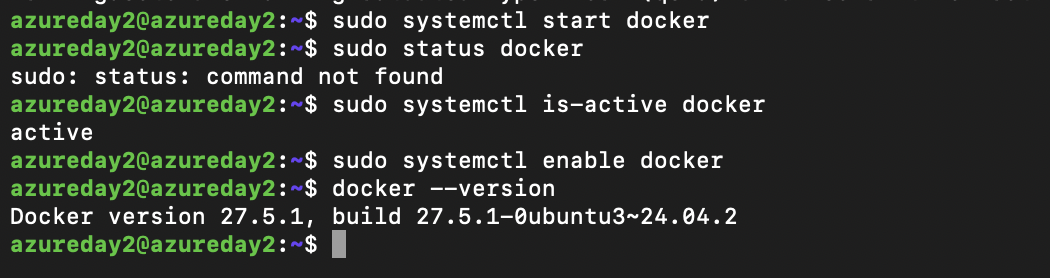 azureday2@azureday2:~$ sudo systemctl start docker
azureday2@azureday2:~$ sudo status docker
sudo: status: command not found
azureday2@azureday2:~$ sudo systemctl is-active docker
active
azureday2@azureday2:~$ sudo systemctl enable docker
azureday2@azureday2:~$ docker --version
Docker version 27.5.1, build 27.5.1-0ubuntu3~24.04.2
azureday2@azureday2:~$